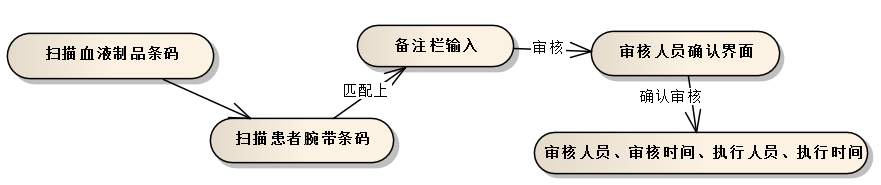 扫描血液制品条码
扫描患者腕带条码
匹配上
备注栏输入
审核
审核人员确认界面
确认审核
审核人员、审核时间、执行人员、执行时间